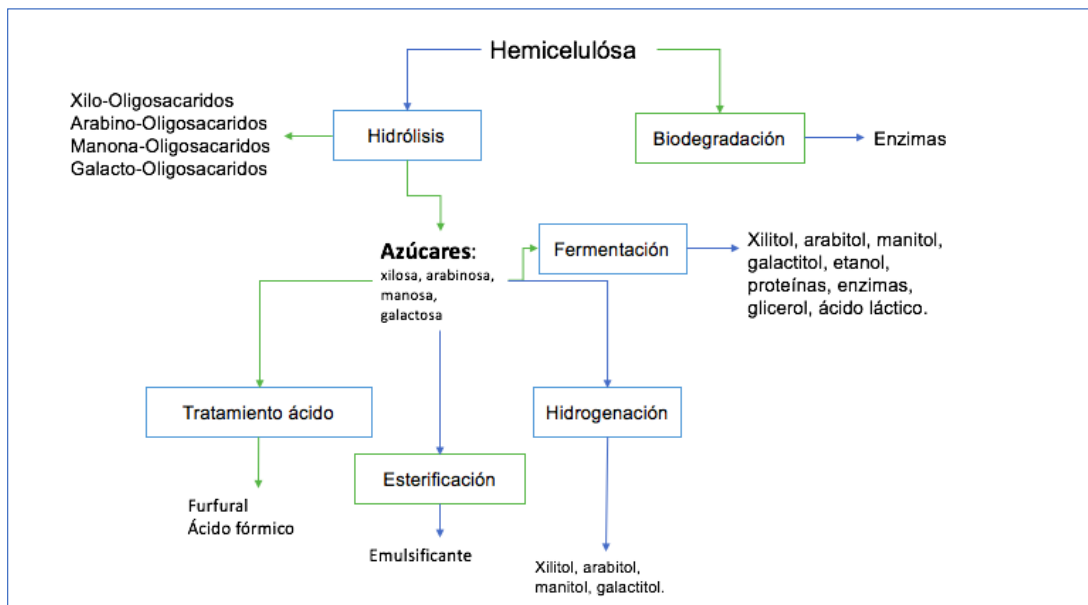 Hemicelulósa
Xilo-Oligosacaridos
Arabino-Oligosacaridos
Manona-Oligosacaridos
Galacto-Oligosacaridos
Hidrólisis
Biodegradación
Enzimas
Azúcares:
xilosa, arabinosa,
manosa,
galactosa
Fermentación
Xilitol, arabitol, manitol,
galactitol, etanol,
proteínas, enzimas,
glicerol, ácido láctico.
Tratamiento ácido
Hidrogenación
Esterificación
Furfural
Ácido fórmico
Emulsificante
Xilitol, arabitol,
manitol, galactitol.